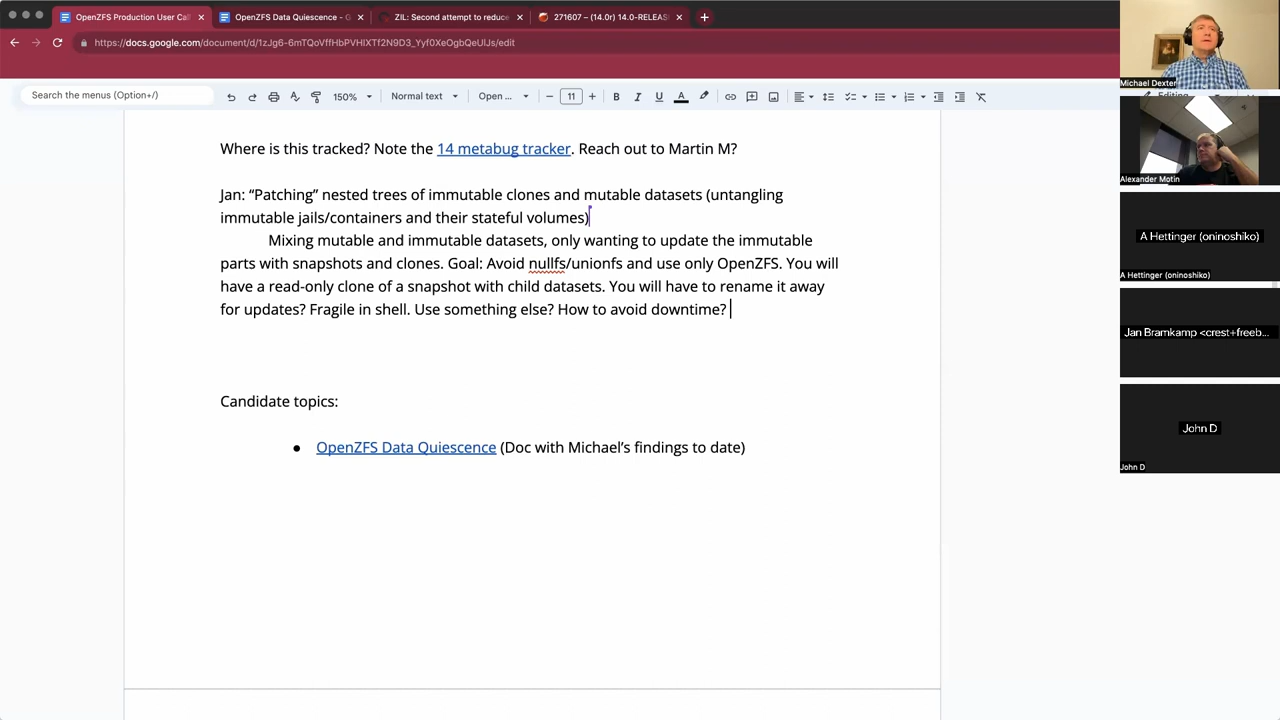 OpenZFS Production User Cal
OpenZFS Data Quiescence - G
ZIL: Second attempt to reduce
271607 – (14.0r) 14.0-RELEAS
https://docs.google.com/document/d/1zJg6-6mTQoVffHbPVHIXTf2N9D3_Yyf0XeOgbQeUlJs/edit
Search the menus (Option+/)
150%
Normal text
Open
11
B I U A
Editing
Where is this tracked? Note the 14 metabug tracker. Reach out to Martin M?
Jan: “Patching” nested trees of immutable clones and mutable datasets (untangling
immutable jails/containers and their stateful volumes)
Mixing mutable and immutable datasets, only wanting to update the immutable
parts with snapshots and clones. Goal: Avoid nullfs/unionfs and use only OpenZFS. You will
have a read-only clone of a snapshot with child datasets. You will have to rename it away
for updates? Fragile in shell. Use something else? How to avoid downtime?
Candidate topics:
● OpenZFS Data Quiescence (Doc with Michael’s findings to date)
Michael Dexter
Alexander Motin
A Hettinger (oninoshiko)
A Hettinger (oninoshiko)
Jan Bramkamp <crest+freeb...
John D
John D